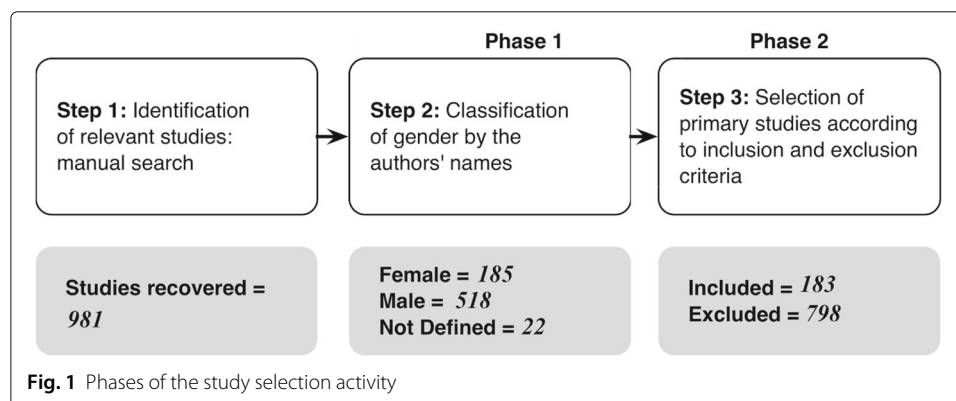 Phase 1
Phase 2
Step 1: Identification
of relevant studies:
manual search
Step 2: Classification
of gender by the
authors' names
Step 3: Selection of
primary studies according
to inclusion and exclusion
criteria
Studies recovered =
981
Female = 185
Male = 518
Not Defined = 22
Included = 183
Excluded = 798
Fig. 1 Phases of the study selection activity